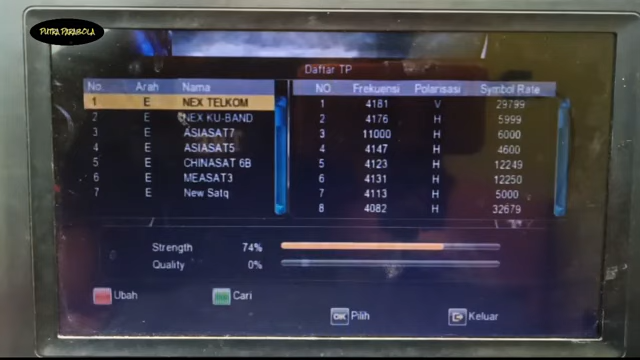 PUTRA PARABOLA
Daftar TP
No. Arah Nama
1 E NEX TELKOM
2 E NEX KU-BAND
3 E ASIASAT7
4 E ASIASAT5
5 E CHINASAT 6B
6 E MEASAT3
7 E New Satq
NO Frekuensi Polarisasi Symbol Rate
1 4181 V 29799
2 4176 H 5999
3 11000 H 6000
4 4147 H 4600
5 4123 H 12249
6 4131 H 12250
7 4113 H 5000
8 4082 H 32679
Strength 74%
Quality 0%
Ubah
Cari
OK Pilih
Keluar